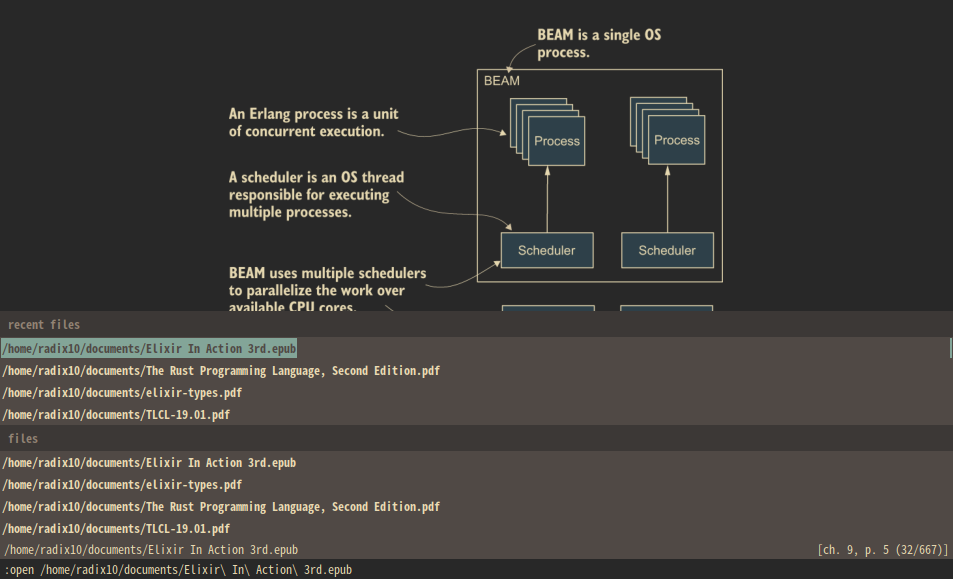 BEAM is a single OS
process.
BEAM
An Erlang process is a unit
of concurrent execution.
Process
Process
A scheduler is an OS thread
responsible for executing
multiple processes.
Scheduler
Scheduler
BEAM uses multiple schedulers
to parallelize the work over
available CPU cores.
recent files
/home/radix10/documents/Elixir In Action 3rd.epub
/home/radix10/documents/The Rust Programming Language, Second Edition.pdf
/home/radix10/documents/elixir-types.pdf
/home/radix10/documents/TLCL-19.01.pdf
files
/home/radix10/documents/Elixir In Action 3rd.epub
/home/radix10/documents/elixir-types.pdf
/home/radix10/documents/The Rust Programming Language, Second Edition.pdf
/home/radix10/documents/TLCL-19.01.pdf
/home/radix10/documents/Elixir In Action 3rd.epub [ch. 9, p. 5 (32/667)]
:open /home/radix10/documents/Elixir\ In\ Action\ 3rd.epub